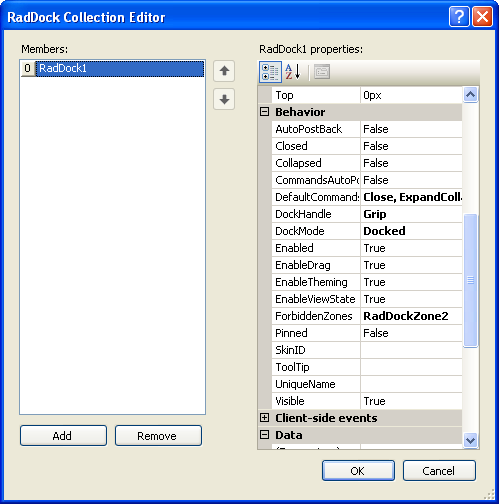 RadDock Collection Editor
Members:
0 RadDock1
Add
Remove
RadDock1 properties:
Top 0px
Behavior
AutoPostBack False
Closed False
Collapsed False
CommandsAutoPo False
DefaultCommands Close, ExpandColla
DockHandle Grip
DockMode Docked
Enabled True
EnableDrag True
EnableTheming True
EnableViewState True
ForbiddenZones RadDockZone2
Pinned False
SkinID
ToolTip
UniqueName
Visible True
Client-side events
Data
OK
Cancel